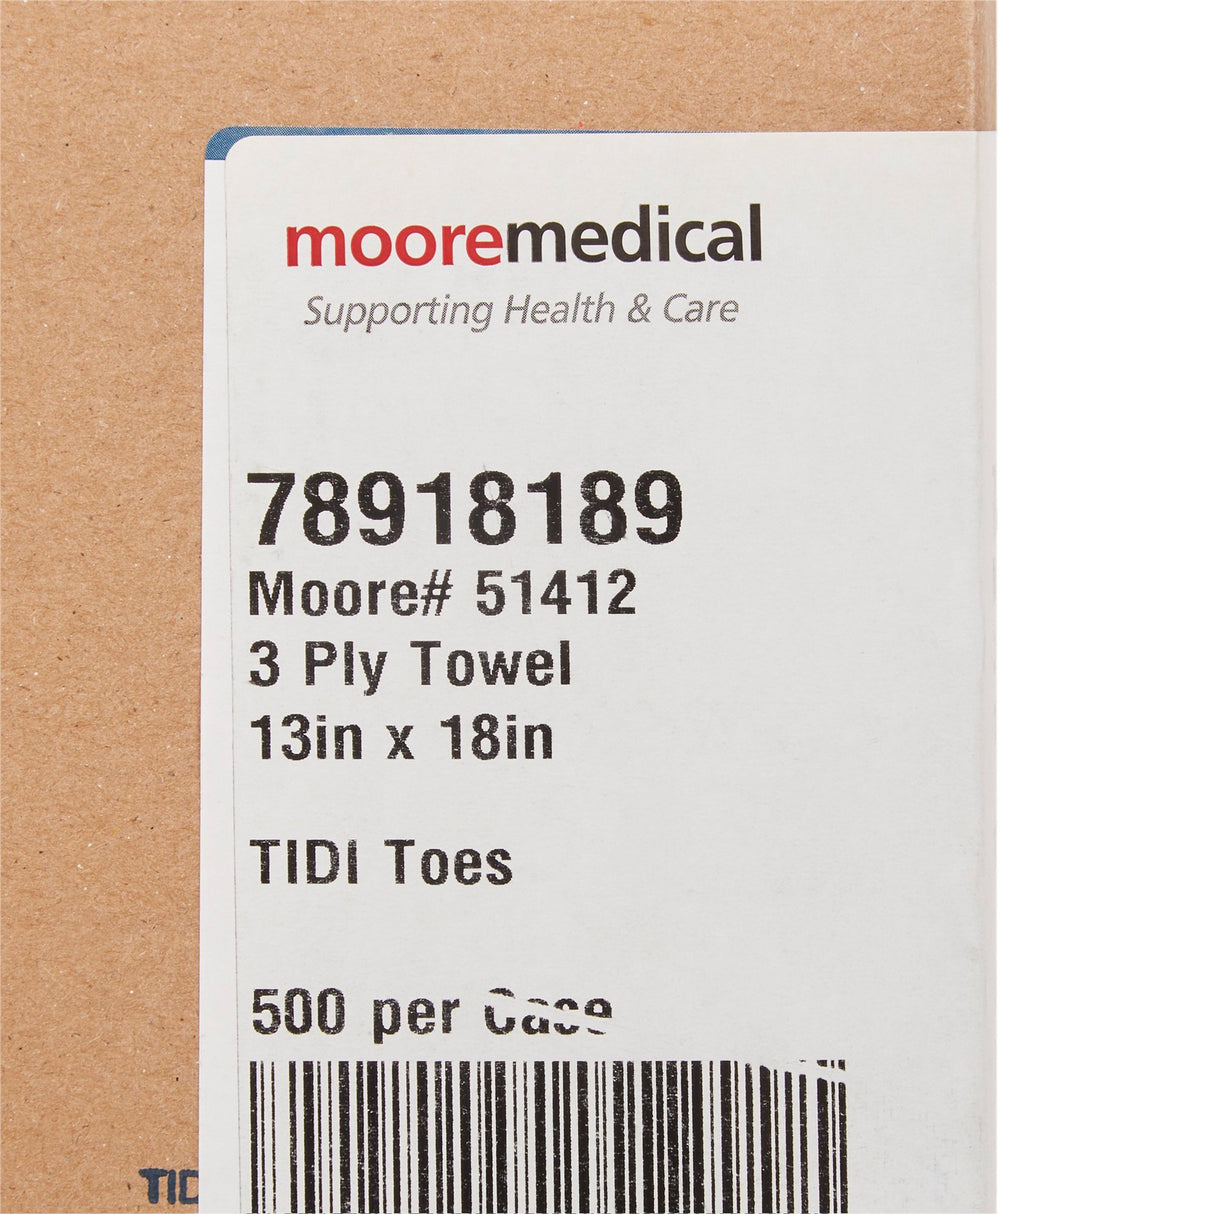 mooremedical
Supporting Health & Care
78918189
Moore# 51412
3 Ply Towel
13in x 18in
TIDI Toes
500 per Case